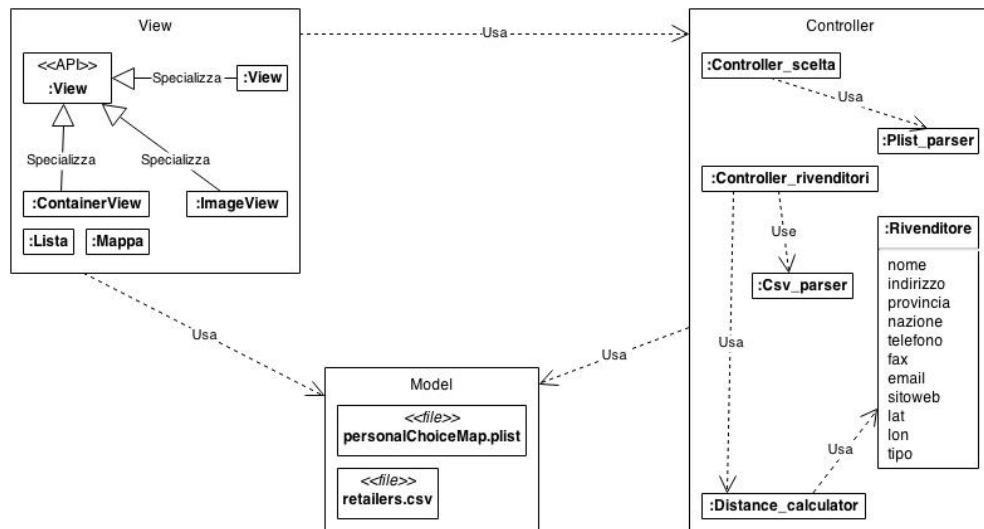 View
<<API>>
:View
Specializza
:View
Specializza
Specializza
:ContainerView
:ImageView
:Lista
:Mappa
Usa
Usa
Usa
Controller
:Controller_scelta
Usa
:Plist_parser
:Controller_rivenditori
Use
:Csv_parser
Usa
:Rivenditore
nome
indirizzo
provincia
nazione
telefono
fax
email
sitoweb
lat
lon
tipo
Usa
:Distance_calculator
Model
<<file>>
personalChoiceMap.plist
<<file>>
retailers.csv